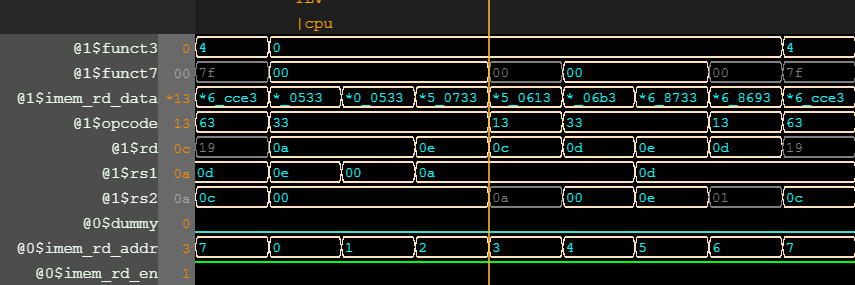 |cpu
@1$funct3 0 4 0 4
@1$funct7 00 7f 00 00 00 00 7f
@1$imem_rd_data *13 *6_cce3 *_0533 *0_0533 *5_0733 *5_0613 *_06b3 *6_8733 *6_8693 *6_cce3
@1$opcode 13 63 33 13 33 13 63
@1$rd 0c 19 0a 0e 0c 0d 0e 0d 19
@1$rs1 0a 0d 0e 00 0a 0d
@1$rs2 0a 0c 00 0a 00 0e 01 0c
@0$dummy 0
@0$imem_rd_addr 3 7 0 1 2 3 4 5 6 7
@0$imem_rd_en 1